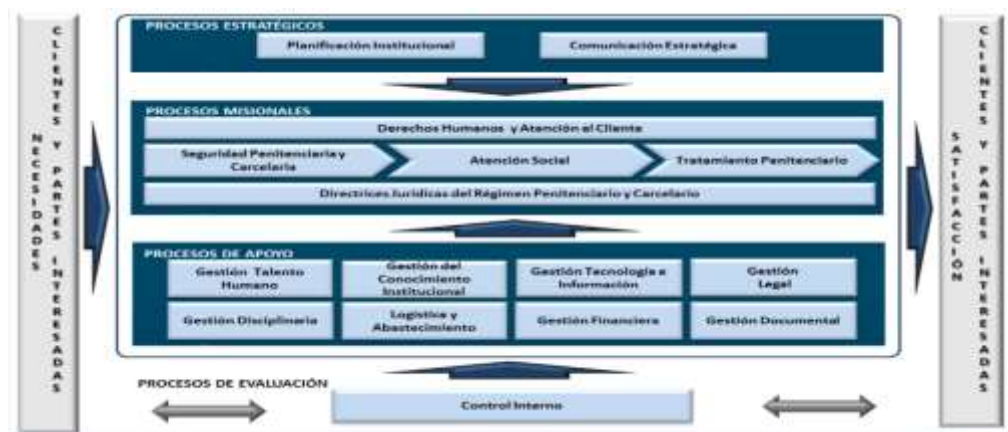 CLIENTES Y PARTES INTERESADAS
NECESIDADES
PROCESOS ESTRATÉGICOS
Planificación Institucional
Comunicación Estratégica
PROCESOS MISIONALES
Derechos Humanos y Atención al Cliente
Seguridad Penitenciaria y
Carcelaria
Atención Social
Tratamiento Penitenciario
Directrices Jurídicas del Régimen Penitenciario y Carcelario
PROCESOS DE APOYO
Gestión Talento
Humano
Gestión del
Conocimiento
Institucional
Gestión Tecnología e
Información
Gestión
Legal
Gestión Disciplinaria
Logística y
Abastecimiento
Gestión Financiera
Gestión Documental
PROCESOS DE EVALUACIÓN
Control Interno
CLIENTES Y PARTES INTERESADAS
SATISFACCIÓN